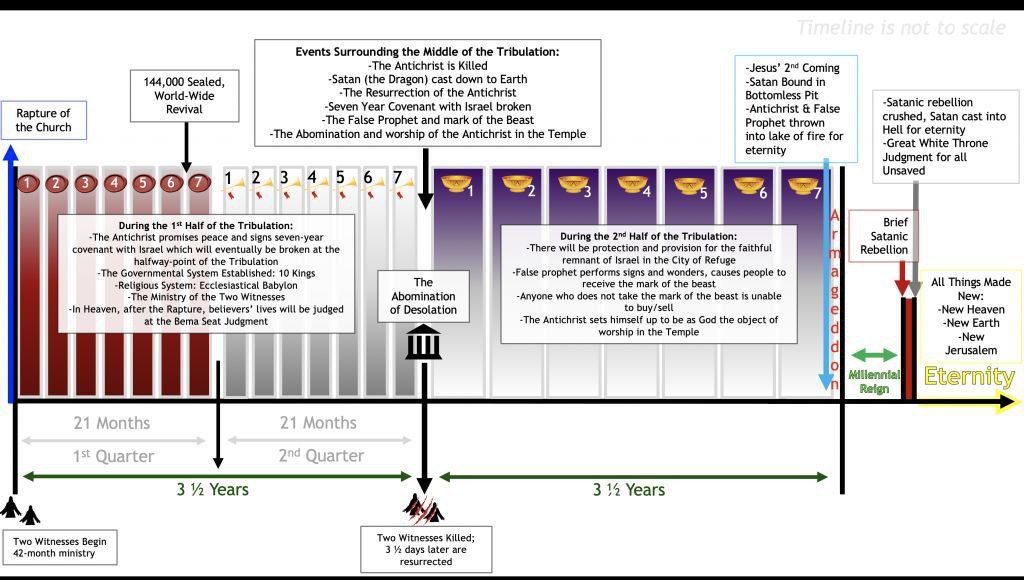 Timeline is not to scale
Rapture of
the Church
144,000 Sealed,
World-Wide
Revival
Events Surrounding the Middle of the Tribulation:
-The Antichrist is Killed
-Satan (the Dragon) cast down to Earth
-The Resurrection of the Antichrist
-Seven Year Covenant with Israel broken
-The False Prophet and mark of the Beast
-The Abomination and worship of the Antichrist in the Temple
-Jesus' 2nd Coming
-Satan Bound in
Bottomless Pit
-Antichrist & False
Prophet thrown
into lake of fire for
eternity
-Satanic rebellion
crushed, Satan cast into
Hell for eternity
-Great White Throne
Judgment for all
Unsaved
1 2 3 4 5 6 7
1 2 3 4 5 6 7
1 2 3 4 5 6 7
During the 1st Half of the Tribulation:
-The Antichrist promises peace and signs seven-year
covenant with Israel which will eventually be broken at the
halfway-point of the Tribulation
-The Governmental System Established: 10 Kings
-Religious System: Ecclesiastical Babylon
-The Ministry of the Two Witnesses
-In Heaven, after the Rapture, believers' lives will be judged
at the Bema Seat Judgment
The
Abomination
of Desolation
During the 2nd Half of the Tribulation:
-There will be protection and provision for the faithful
remnant of Israel in the City of Refuge
-False prophet performs signs and wonders, causes people to
receive the mark of the beast
-Anyone who does not take the mark of the beast is unable
to buy/sell
-The Antichrist sets himself up to be as God the object of
worship in the Temple
Armageddon
Brief
Satanic
Rebellion
All Things Made
New:
-New Heaven
-New Earth
-New
Jerusalem
Millennial
Reign
Eternity
21 Months
1st Quarter
21 Months
2nd Quarter
3 ½ Years
3 ½ Years
Two Witnesses Begin
42-month ministry
Two Witnesses Killed;
3 ½ days later are
resurrected